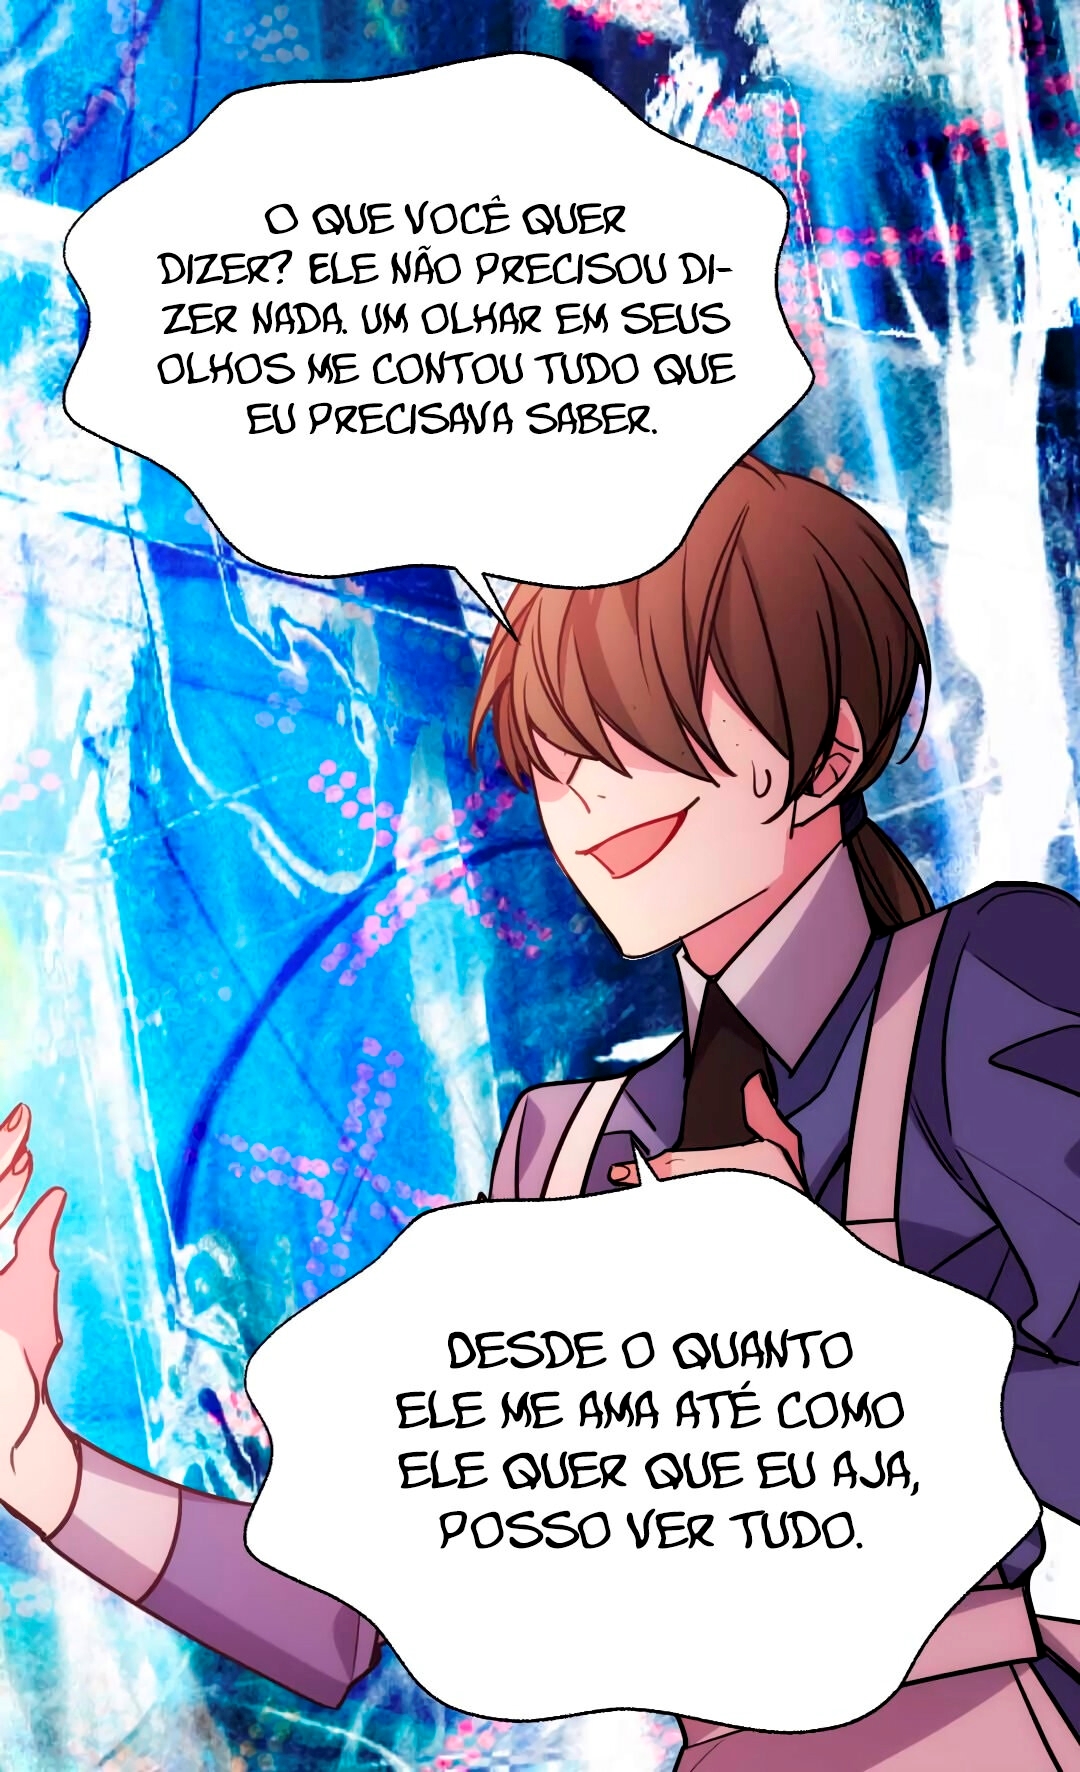 O QUE VOCÊ QUER
DIZER? ELE NÃO PRECISOU DI-
ZER NADA. UM OLHAR EM SEUS
OLHOS ME CONTOU TUDO QUE
EU PRECISAVA SABER.
DESDE O QUANTO
ELE ME AMA ATÉ COMO
ELE QUER QUE EU AJA,
POSSO VER TUDO.